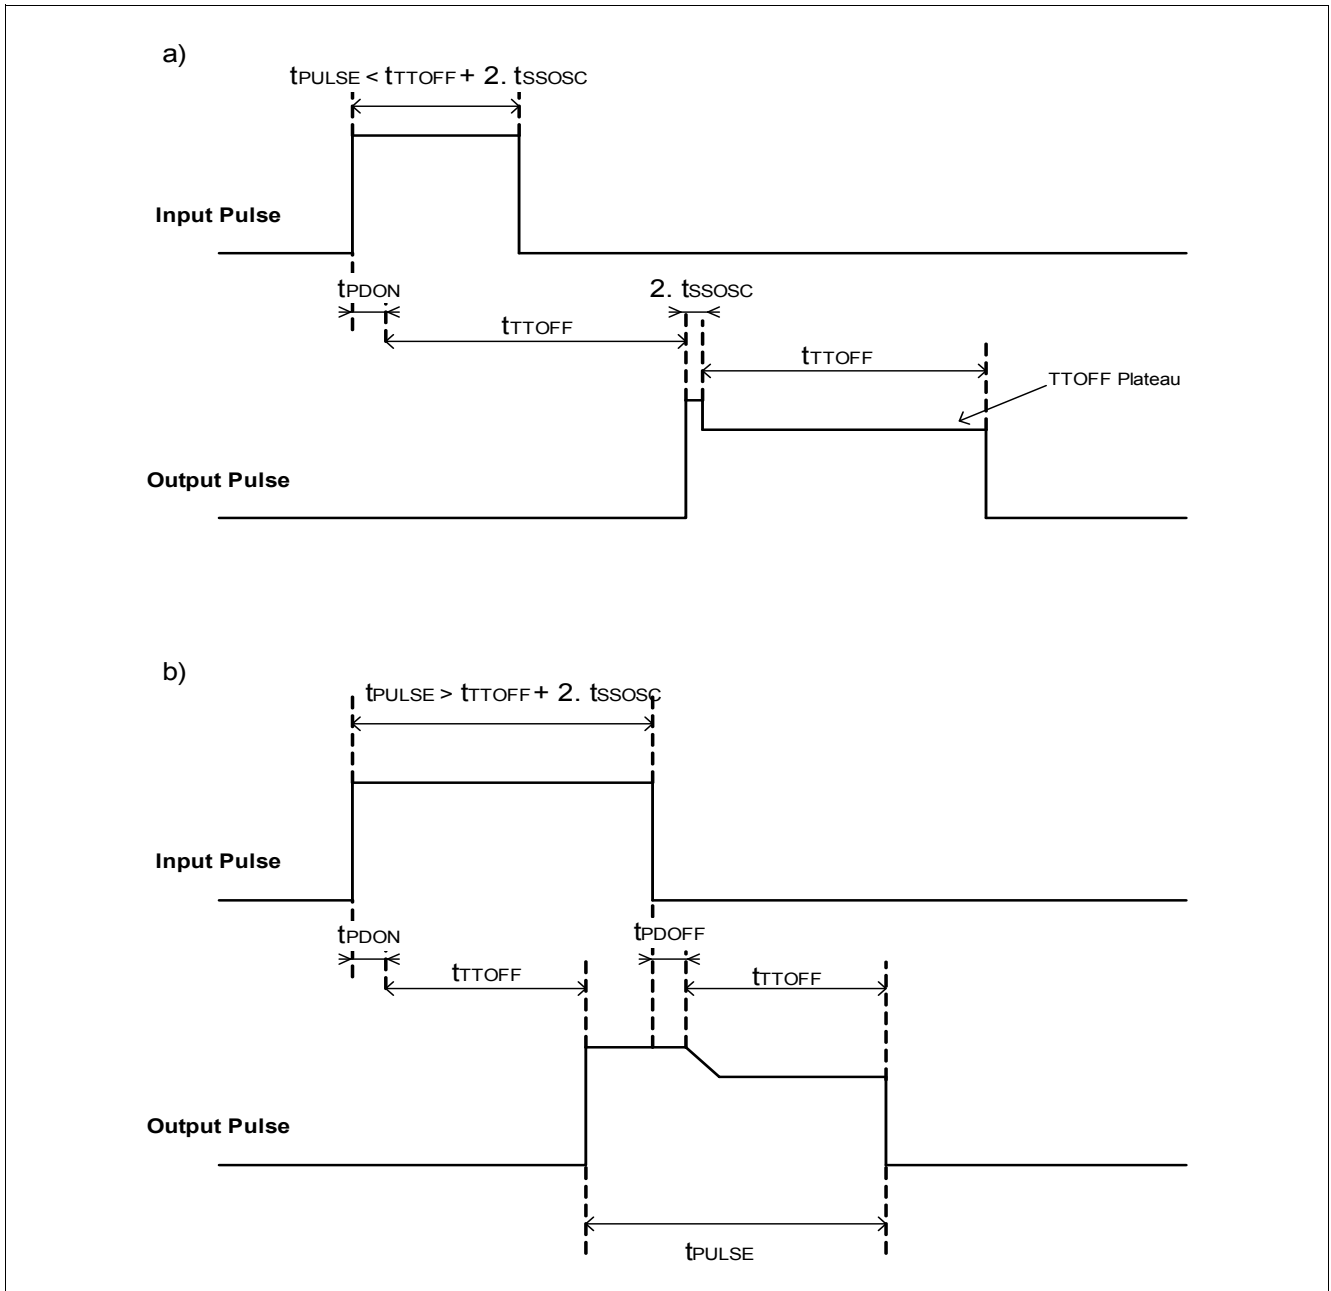 a)
tPULSE < tTTOFF + 2. tSSOSC
Input Pulse
tPDON
2. tSSOSC
tTTOFF
tTTOFF
TTOFF Plateau
Output Pulse
b)
tPULSE > tTTOFF + 2. tSSOSC
Input Pulse
tPDON
tPDOFF
tTTOFF
tTTOFF
Output Pulse
tPULSE